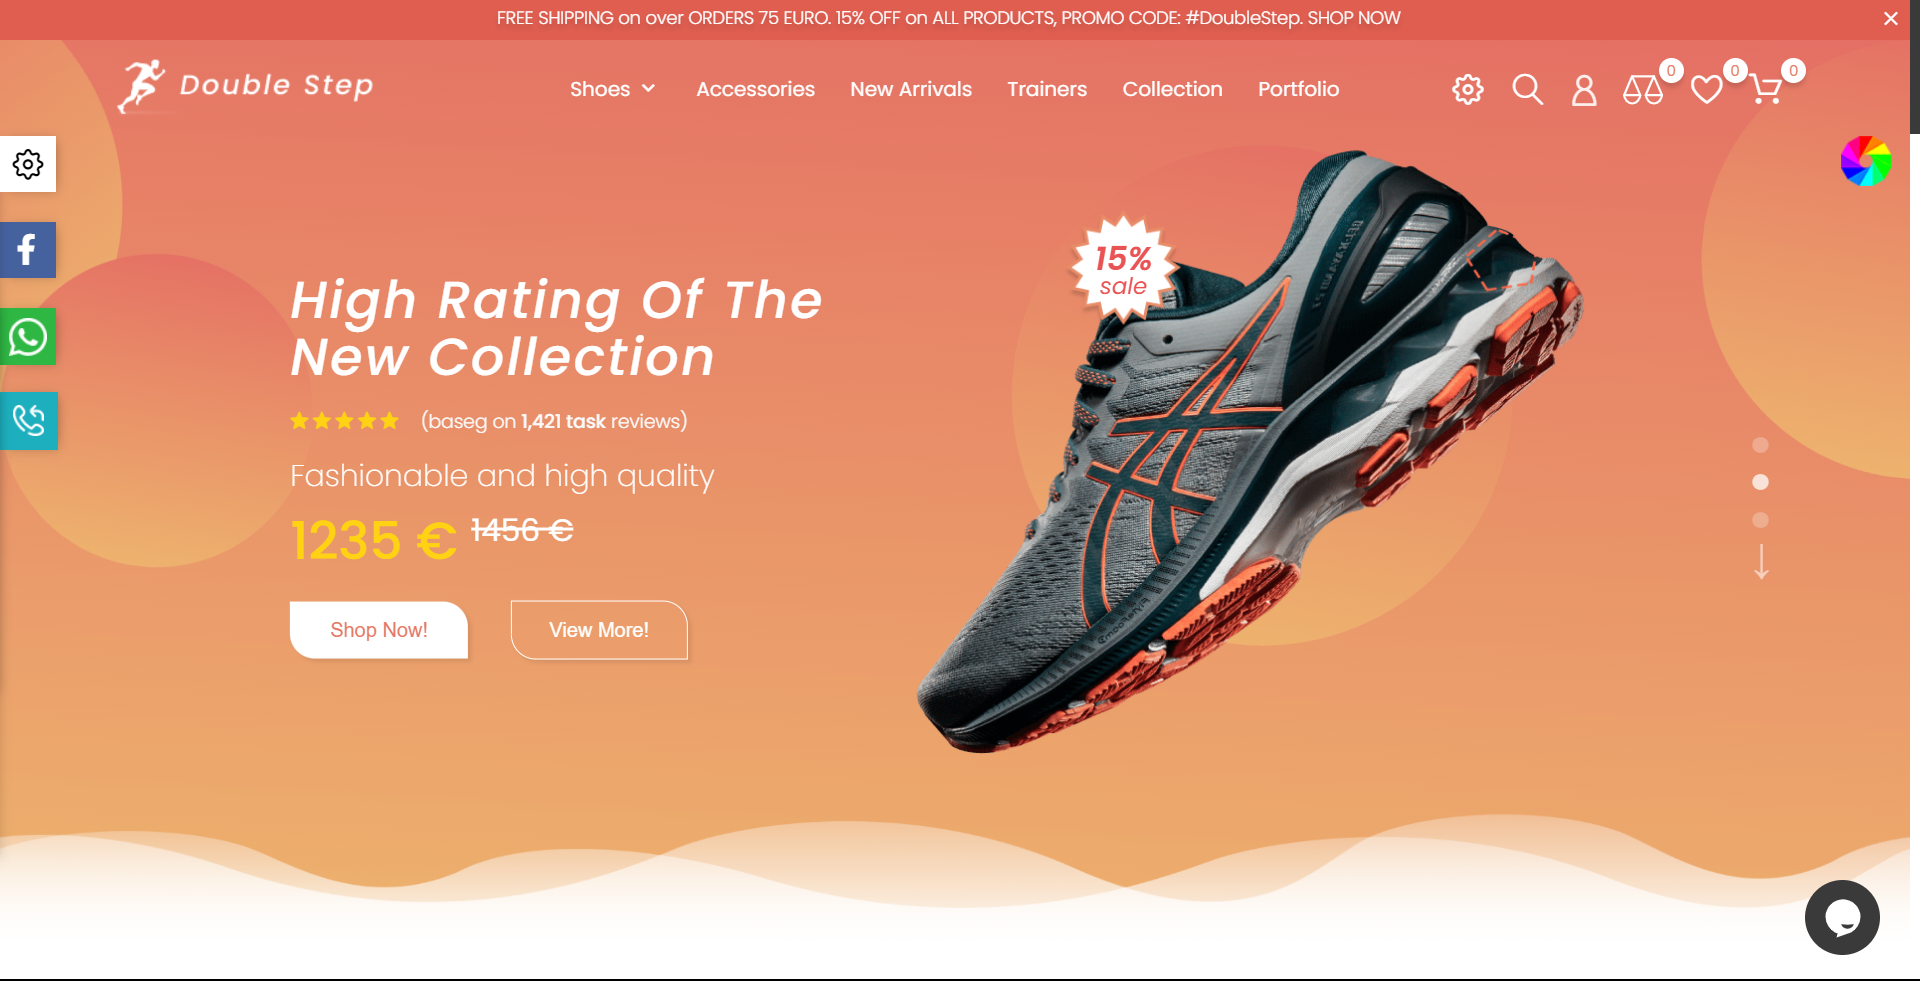 FREE SHIPPING on over ORDERS 75 EURO. 15% OFF on ALL PRODUCTS, PROMO CODE: #DoubleStep. SHOP NOW
Double Step
Shoes
Accessories
New Arrivals
Trainers
Collection
Portfolio
0
0
0
15%
sale
High Rating Of The
New Collection
(baseg on 1,421 task reviews)
Fashionable and high quality
1235 € 1456 €
Shop Now!
View More!